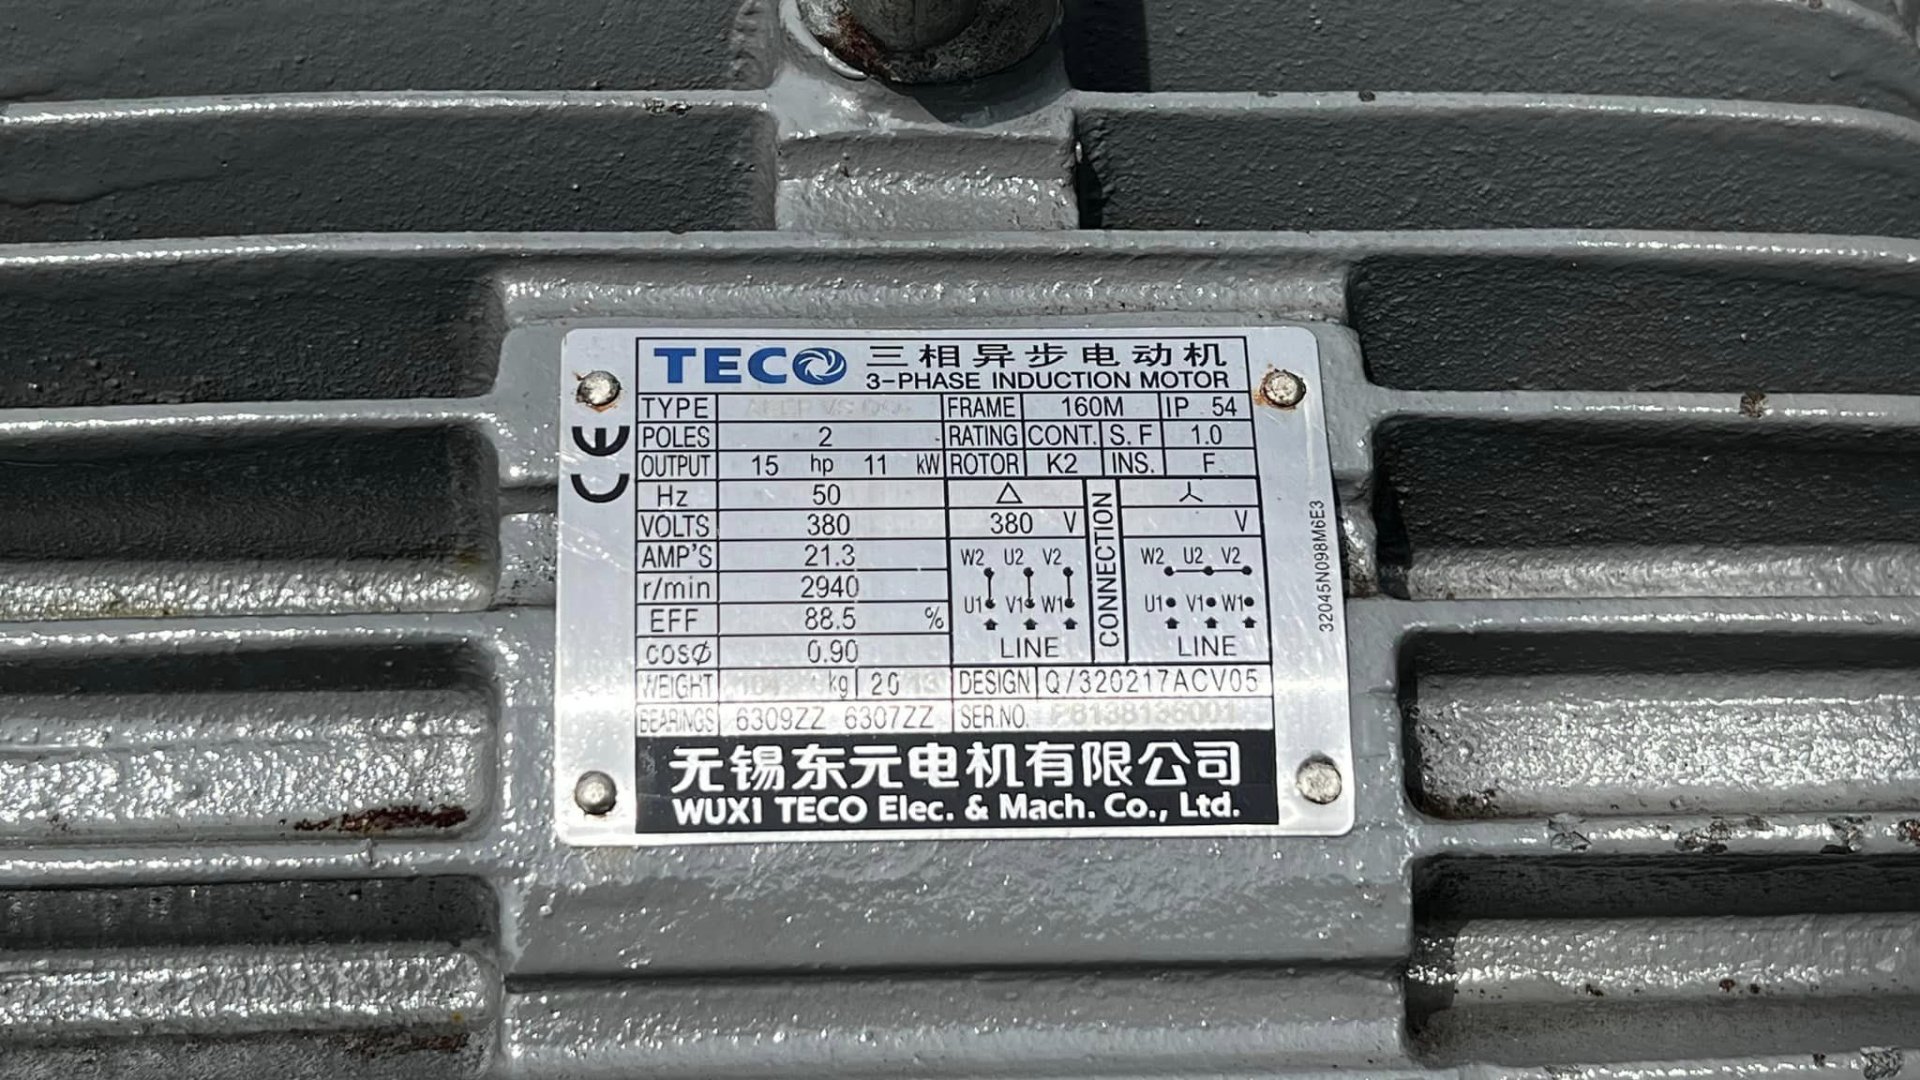 TECO 三相异步电动机
3-PHASE INDUCTION MOTOR
TYPE FRAME 160M IP 54
POLES 2 RATING CONT. S.F 1.0
OUTPUT 15 hp 11 kW ROTOR K2 INS. F
Hz 50
VOLTS 380 380 V V
AMP'S 21.3
r/min 2940
EFF 88.5 %
cosø 0.90
CONNECTION
W2 U2 V2 W2 U2 V2
U1 V1 W1 U1 V1 W1
LINE LINE
WEIGHT kg 20 DESIGN Q/320217ACV05
BEARINGS 6309ZZ 6307ZZ SER.NO.
无锡东元电机有限公司
WUXI TECO Elec. & Mach. Co., Ltd.
CE
32045N098M6E3